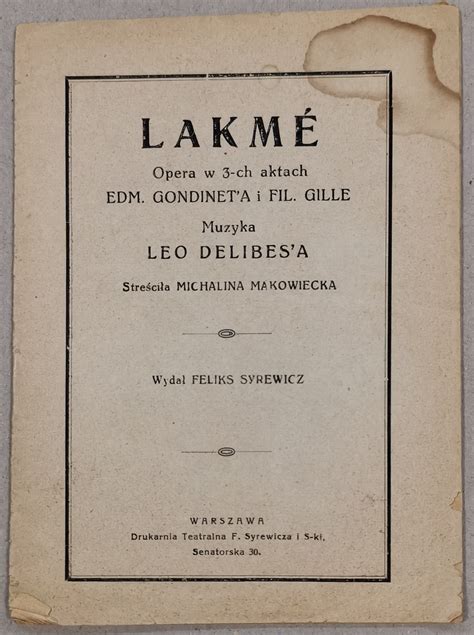 LAKMÉ
Opera w 3-ch aktach
EDM. GONDINET'A i FIL. GILLE
Muzyka
LEO DELIBES'A
Streściła MICHALINA MAKOWIECKA
Wydał FELIKS SYREWICZ
WARSZAWA
Drukarnia Teatralna F. Syrewicza i S-ki,
Senatorska 30.